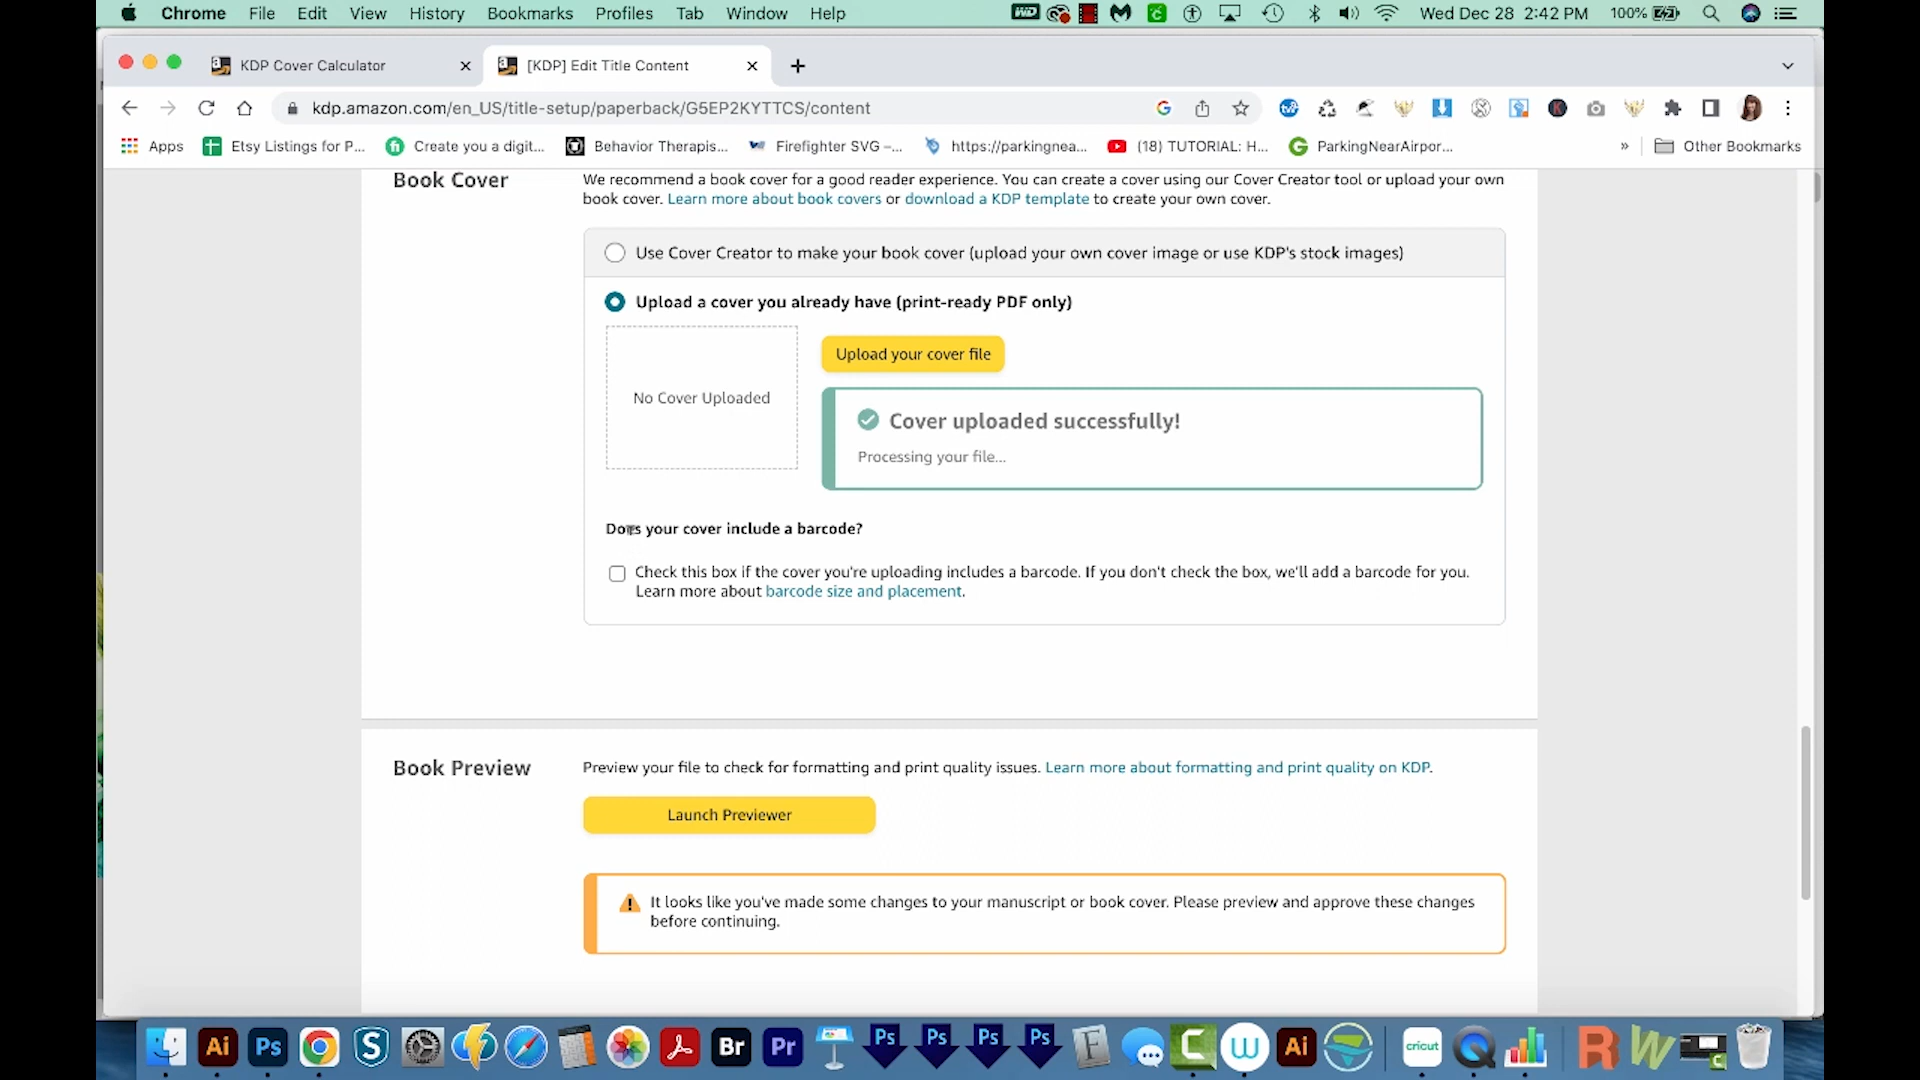 Chrome File Edit View History Bookmarks Profiles Tab Window Help Wed Dec 28 2:42 PM 100%
KDP Cover Calculator [KDP] Edit Title Content
kdp.amazon.com/en_US/title-setup/paperback/G5EP2KYTTCS/content
Apps Etsy Listings for P... Create you a digit... Behavior Therapis... Firefighter SVG –... https://parkingnea... (18) TUTORIAL: H... ParkingNearAirpor... » Other Bookmarks
Book Cover
We recommend a book cover for a good reader experience. You can create a cover using our Cover Creator tool or upload your own
book cover. Learn more about book covers or download a KDP template to create your own cover.
Use Cover Creator to make your book cover (upload your own cover image or use KDP's stock images)
Upload a cover you already have (print-ready PDF only)
Upload your cover file
No Cover Uploaded
Cover uploaded successfully!
Processing your file...
Does your cover include a barcode?
Check this box if the cover you're uploading includes a barcode. If you don't check the box, we'll add a barcode for you.
Learn more about barcode size and placement.
Book Preview
Preview your file to check for formatting and print quality issues. Learn more about formatting and print quality on KDP.
Launch Previewer
It looks like you've made some changes to your manuscript or book cover. Please preview and approve these changes
before continuing.
Ai Ps S Br Pr Ps Ps Ps Ps F C Ai cricut R W